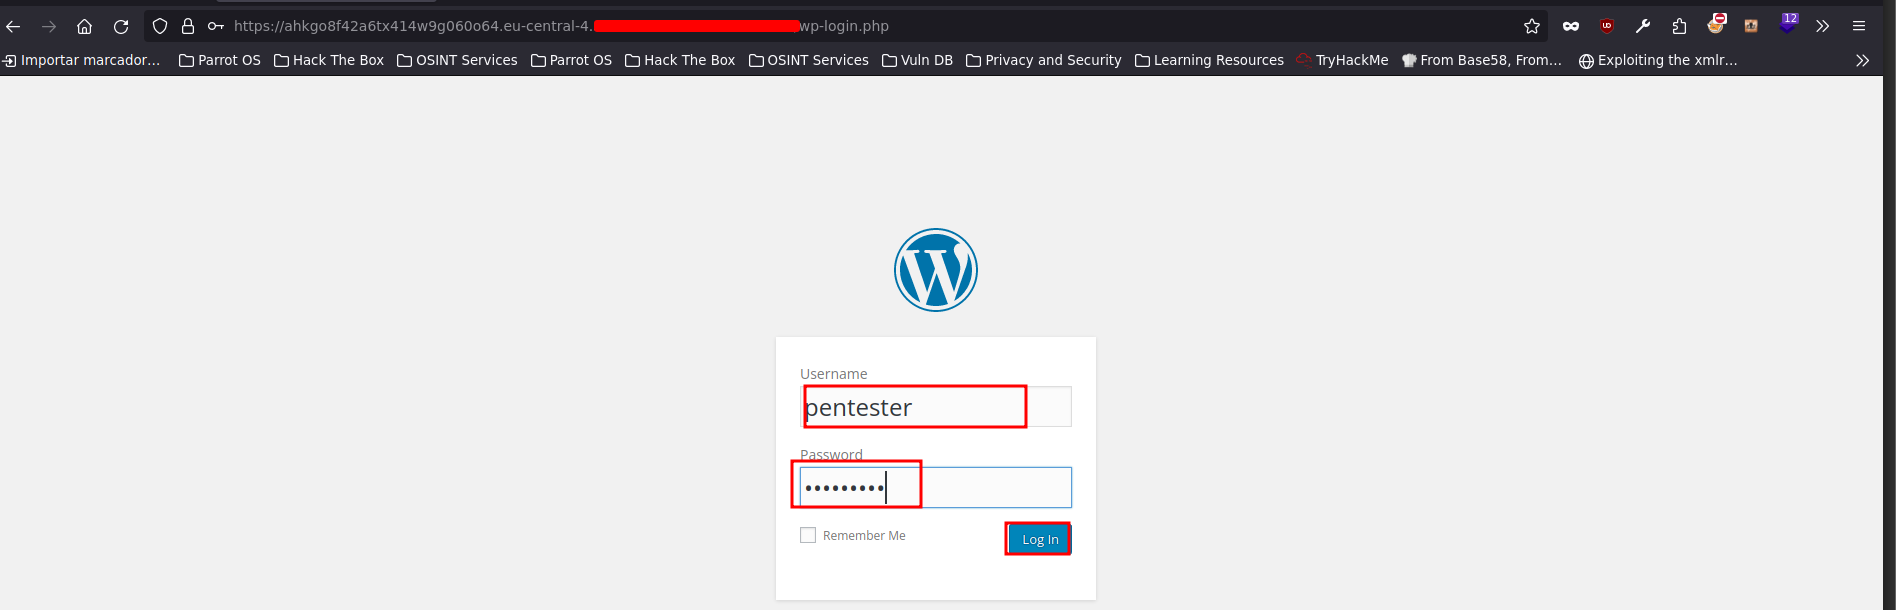 https://ahkgo8f42a6tx414w9g060o64.eu-central-4. wp-login.php
12
Importar marcador... Parrot OS Hack The Box OSINT Services Parrot OS Hack The Box OSINT Services Vuln DB Privacy and Security Learning Resources TryHackMe From Base58, From... Exploiting the xmlr...
Username
pentester
Password
•••••••••
Remember Me Log In